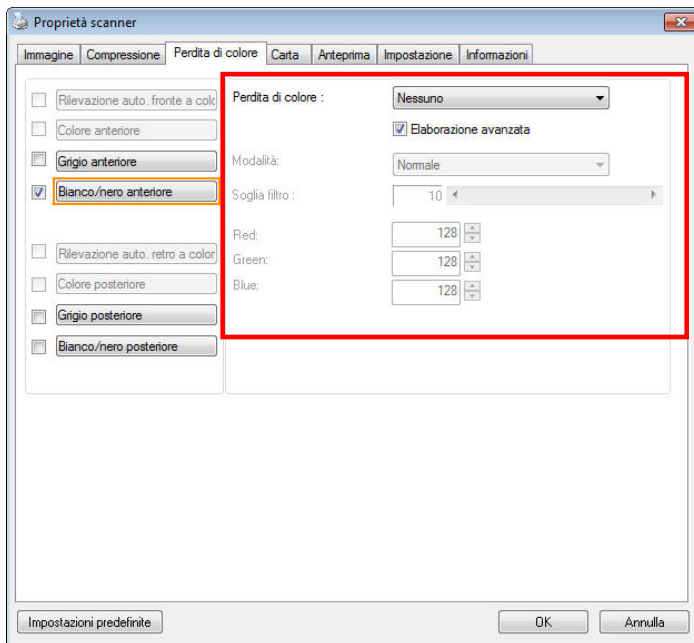 Proprietà scanner
Immagine Compressione Perdita di colore Carta Anteprima Impostazione Informazioni
Rilevazione auto. fronte a colo
Colore anteriore
Grigio anteriore
Bianco/nero anteriore
Rilevazione auto. retro a color
Colore posteriore
Grigio posteriore
Bianco/nero posteriore
Perdita di colore : Nessuno
Elaborazione avanzata
Modalità: Normale
Soglia filtro : 10
Red: 128
Green: 128
Blue: 128
Impostazioni predefinite OK Annulla